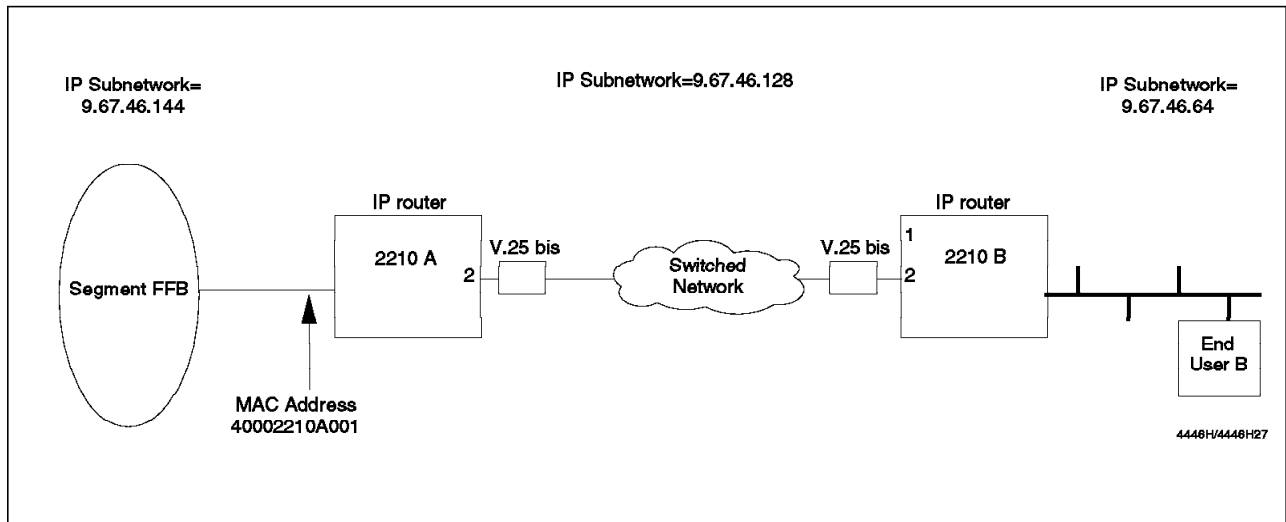 IP Subnetwork=
9.67.46.144
IP Subnetwork=9.67.46.128
IP Subnetwork=
9.67.46.64
IP router
IP router
Segment FFB
2210 A
2
V.25 bis
Switched
Network
V.25 bis
1
2
2210 B
End
User B
MAC Address
40002210A001
4446H/4446H27